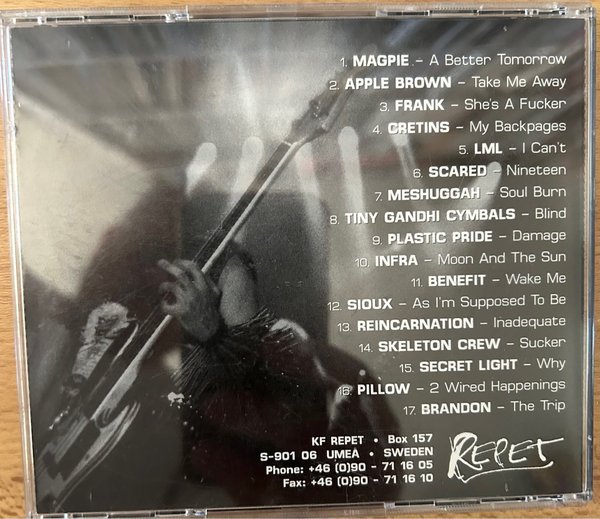 1. MAGPIE – A Better Tomorrow
2. APPLE BROWN – Take Me Away
3. FRANK – She's A Fucker
4. CRETINS – My Backpages
5. LML – I Can't
6. SCARED – Nineteen
7. MESHUGGAH – Soul Burn
8. TINY GANDHI CYMBALS – Blind
9. PLASTIC PRIDE – Damage
10. INFRA – Moon And The Sun
11. BENEFIT – Wake Me
12. SIOUX – As I'm Supposed To Be
13. REINCARNATION – Inadequate
14. SKELETON CREW – Sucker
15. SECRET LIGHT – Why
16. PILLOW – 2 Wired Happenings
17. BRANDON – The Trip
KF REPET • Box 157
S-901 06 UMEÅ • SWEDEN
Phone: +46 (0)90 - 71 16 05
Fax: +46 (0)90 - 71 16 10
REPET